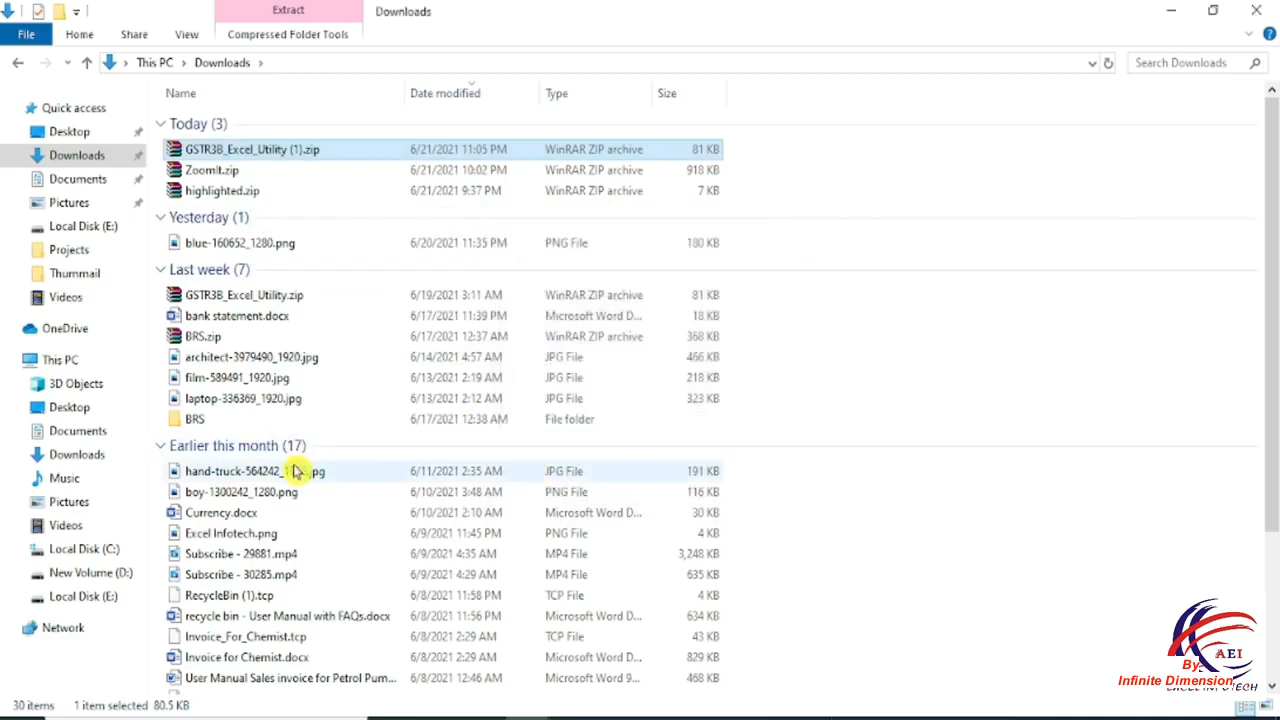 Extract
Downloads
File
Home
Share
View
Compressed Folder Tools
This PC
Downloads
Search Downloads
Name
Date modified
Type
Size
Quick access
Desktop
Downloads
Documents
Pictures
Local Disk (E:)
Projects
Thummail
Videos
OneDrive
This PC
3D Objects
Desktop
Documents
Downloads
Music
Pictures
Videos
Local Disk (C:)
New Volume (D:)
Local Disk (E:)
Network
Today (3)
GSTR3B_Excel_Utility (1).zip 6/21/2021 11:05 PM WinRAR ZIP archive 81 KB
ZoomIt.zip 6/21/2021 10:02 PM WinRAR ZIP archive 918 KB
highlighted.zip 6/21/2021 9:37 PM WinRAR ZIP archive 7 KB
Yesterday (1)
blue-160652_1280.png 6/20/2021 11:35 PM PNG File 180 KB
Last week (7)
GSTR3B_Excel_Utility.zip 6/19/2021 3:11 AM WinRAR ZIP archive 81 KB
bank statement.docx 6/17/2021 11:39 PM Microsoft Word D... 18 KB
BRS.zip 6/17/2021 12:37 AM WinRAR ZIP archive 368 KB
architect-3979490_1920.jpg 6/14/2021 4:57 AM JPG File 466 KB
film-589491_1920.jpg 6/13/2021 2:19 AM JPG File 218 KB
laptop-336369_1920.jpg 6/13/2021 2:12 AM JPG File 323 KB
BRS 6/17/2021 12:38 AM File folder
Earlier this month (17)
hand-truck-564242_ 6/11/2021 2:35 AM JPG File 191 KB
boy-1300242_1280.png 6/10/2021 3:48 AM PNG File 116 KB
Currency.docx 6/10/2021 2:10 AM Microsoft Word D... 30 KB
Excel Infotech.png 6/9/2021 11:45 PM PNG File 4 KB
Subscribe - 29881.mp4 6/9/2021 4:35 AM MP4 File 3,248 KB
Subscribe - 30285.mp4 6/9/2021 4:29 AM MP4 File 635 KB
RecycleBin (1).tcp 6/8/2021 11:58 PM TCP File 4 KB
recycle bin - User Manual with FAQs.docx 6/8/2021 11:56 PM Microsoft Word D... 634 KB
Invoice_For_Chemist.tcp 6/8/2021 2:29 AM TCP File 43 KB
Invoice for Chemist.docx 6/8/2021 2:29 AM Microsoft Word D... 829 KB
User Manual Sales invoice for Petrol Pum... 6/8/2021 12:46 AM Microsoft Word 9... 468 KB
30 items 1 item selected 80.5 KB
AEI
By
Infinite Dimension
EXCEL INFOTECH